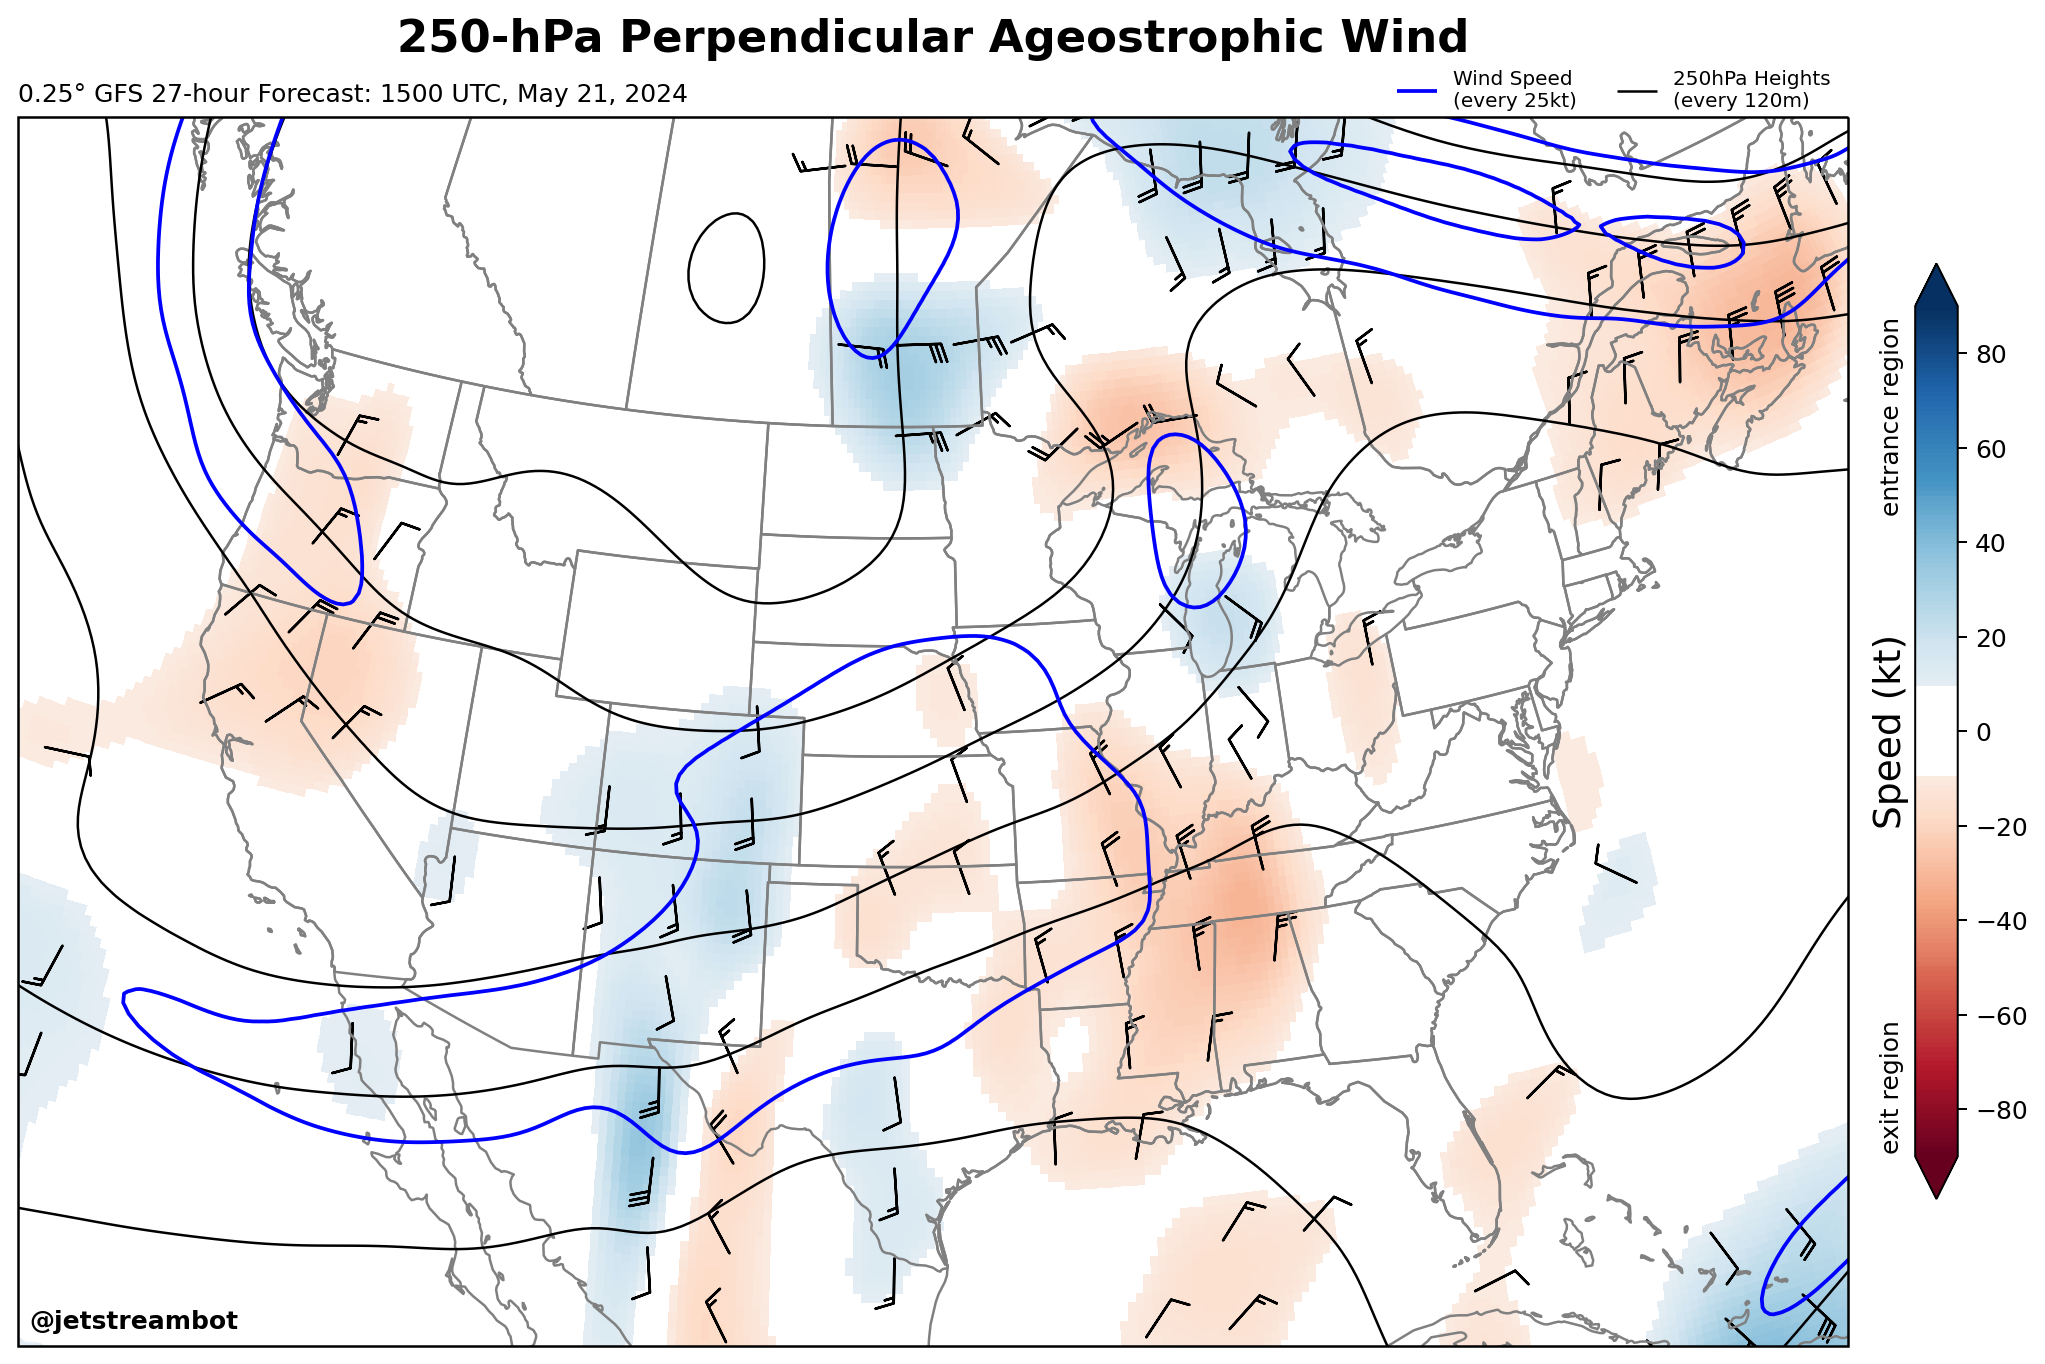 250-hPa Perpendicular Ageostrophic Wind
0.25° GFS 27-hour Forecast: 1500 UTC, May 21, 2024
Wind Speed
(every 25kt)
250hPa Heights
(every 120m)
entrance region
Speed (kt)
exit region
80
60
40
20
0
−20
−40
−60
−80
@jetstreambot